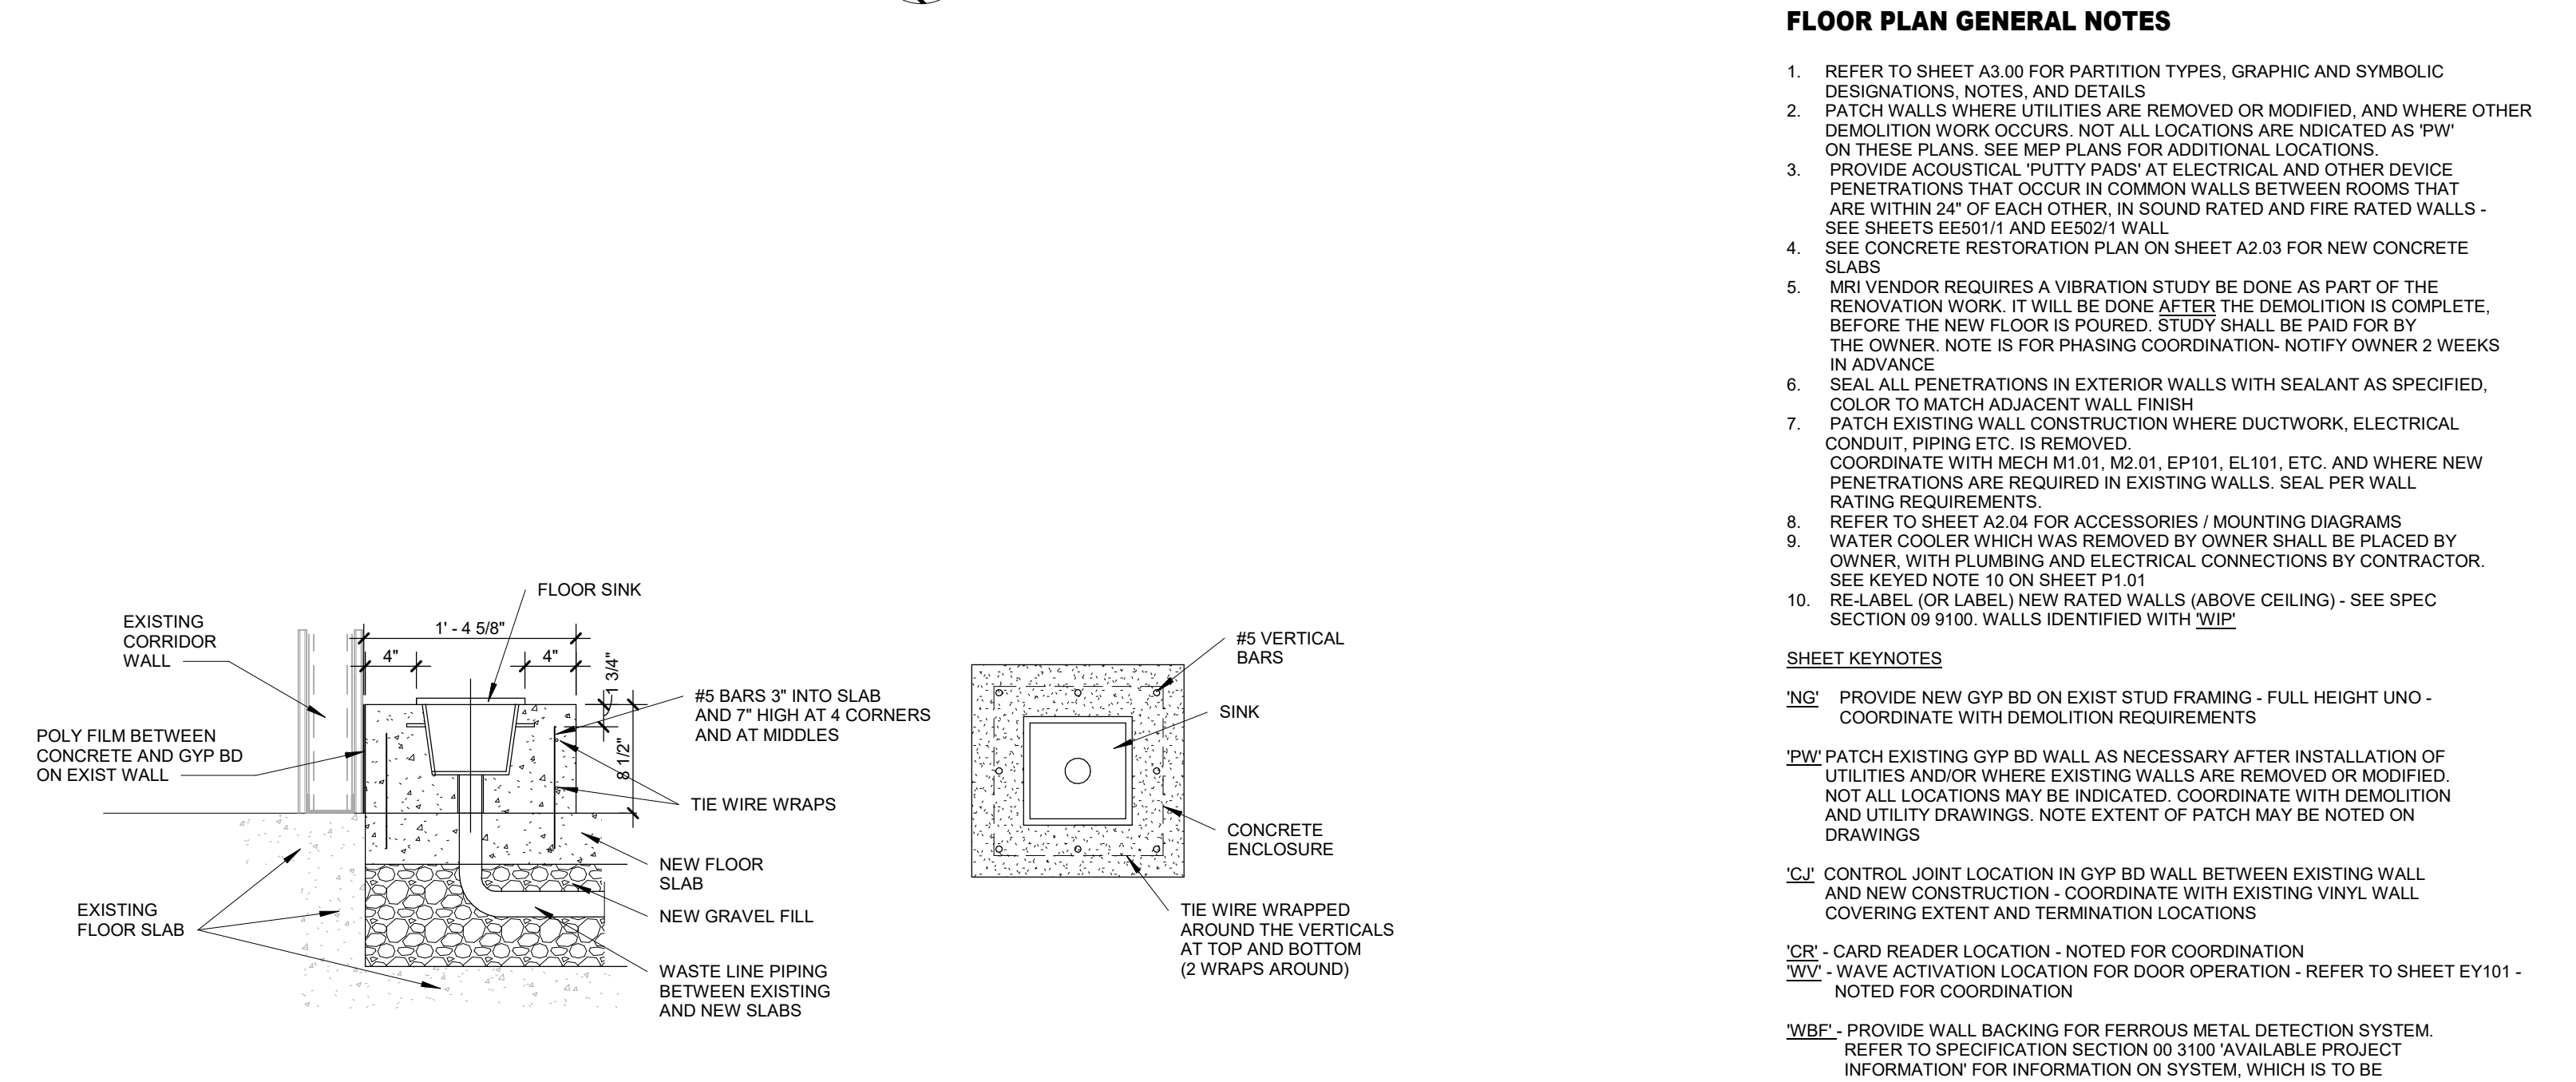 FLOOR SINK
EXISTING
CORRIDOR
WALL
1' - 4 5/8"
4"
4"
1 3/4"
8 1/2"
#5 BARS 3" INTO SLAB
AND 7" HIGH AT 4 CORNERS
AND AT MIDDLES
POLY FILM BETWEEN
CONCRETE AND GYP BD
ON EXIST WALL
TIE WIRE WRAPS
NEW FLOOR
SLAB
NEW GRAVEL FILL
EXISTING
FLOOR SLAB
WASTE LINE PIPING
BETWEEN EXISTING
AND NEW SLABS
#5 VERTICAL
BARS
SINK
CONCRETE
ENCLOSURE
TIE WIRE WRAPPED
AROUND THE VERTICALS
AT TOP AND BOTTOM
(2 WRAPS AROUND)
FLOOR PLAN GENERAL NOTES
1. REFER TO SHEET A3.00 FOR PARTITION TYPES, GRAPHIC AND SYMBOLIC
DESIGNATIONS, NOTES, AND DETAILS
2. PATCH WALLS WHERE UTILITIES ARE REMOVED OR MODIFIED, AND WHERE OTHER
DEMOLITION WORK OCCURS. NOT ALL LOCATIONS ARE NDICATED AS 'PW'
ON THESE PLANS. SEE MEP PLANS FOR ADDITIONAL LOCATIONS.
3. PROVIDE ACOUSTICAL 'PUTTY PADS' AT ELECTRICAL AND OTHER DEVICE
PENETRATIONS THAT OCCUR IN COMMON WALLS BETWEEN ROOMS THAT
ARE WITHIN 24" OF EACH OTHER, IN SOUND RATED AND FIRE RATED WALLS -
SEE SHEETS EE501/1 AND EE502/1 WALL
4. SEE CONCRETE RESTORATION PLAN ON SHEET A2.03 FOR NEW CONCRETE
SLABS
5. MRI VENDOR REQUIRES A VIBRATION STUDY BE DONE AS PART OF THE
RENOVATION WORK. IT WILL BE DONE AFTER THE DEMOLITION IS COMPLETE,
BEFORE THE NEW FLOOR IS POURED. STUDY SHALL BE PAID FOR BY
THE OWNER. NOTE IS FOR PHASING COORDINATION- NOTIFY OWNER 2 WEEKS
IN ADVANCE
6. SEAL ALL PENETRATIONS IN EXTERIOR WALLS WITH SEALANT AS SPECIFIED,
COLOR TO MATCH ADJACENT WALL FINISH
7. PATCH EXISTING WALL CONSTRUCTION WHERE DUCTWORK, ELECTRICAL
CONDUIT, PIPING ETC. IS REMOVED.
COORDINATE WITH MECH M1.01, M2.01, EP101, EL101, ETC. AND WHERE NEW
PENETRATIONS ARE REQUIRED IN EXISTING WALLS. SEAL PER WALL
RATING REQUIREMENTS.
8. REFER TO SHEET A2.04 FOR ACCESSORIES / MOUNTING DIAGRAMS
9. WATER COOLER WHICH WAS REMOVED BY OWNER SHALL BE PLACED BY
OWNER, WITH PLUMBING AND ELECTRICAL CONNECTIONS BY CONTRACTOR.
SEE KEYED NOTE 10 ON SHEET P1.01
10. RE-LABEL (OR LABEL) NEW RATED WALLS (ABOVE CEILING) - SEE SPEC
SECTION 09 9100. WALLS IDENTIFIED WITH 'WIP'
SHEET KEYNOTES
'NG' PROVIDE NEW GYP BD ON EXIST STUD FRAMING - FULL HEIGHT UNO -
COORDINATE WITH DEMOLITION REQUIREMENTS
'PW' PATCH EXISTING GYP BD WALL AS NECESSARY AFTER INSTALLATION OF
UTILITIES AND/OR WHERE EXISTING WALLS ARE REMOVED OR MODIFIED.
NOT ALL LOCATIONS MAY BE INDICATED. COORDINATE WITH DEMOLITION
AND UTILITY DRAWINGS. NOTE EXTENT OF PATCH MAY BE NOTED ON
DRAWINGS
'CJ' CONTROL JOINT LOCATION IN GYP BD WALL BETWEEN EXISTING WALL
AND NEW CONSTRUCTION - COORDINATE WITH EXISTING VINYL WALL
COVERING EXTENT AND TERMINATION LOCATIONS
'CR' - CARD READER LOCATION - NOTED FOR COORDINATION
'WV' - WAVE ACTIVATION LOCATION FOR DOOR OPERATION - REFER TO SHEET EY101 -
NOTED FOR COORDINATION
'WBF' - PROVIDE WALL BACKING FOR FERROUS METAL DETECTION SYSTEM.
REFER TO SPECIFICATION SECTION 00 3100 'AVAILABLE PROJECT
INFORMATION' FOR INFORMATION ON SYSTEM, WHICH IS TO BE